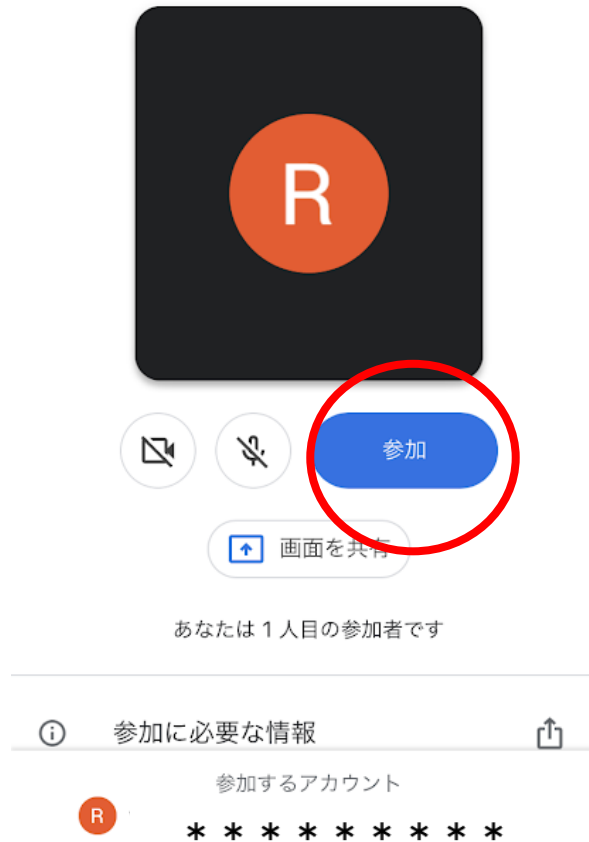 R
参加
画面を共有
あなたは 1 人目の参加者です
参加に必要な情報
参加するアカウント
R
* * * * * * * * *